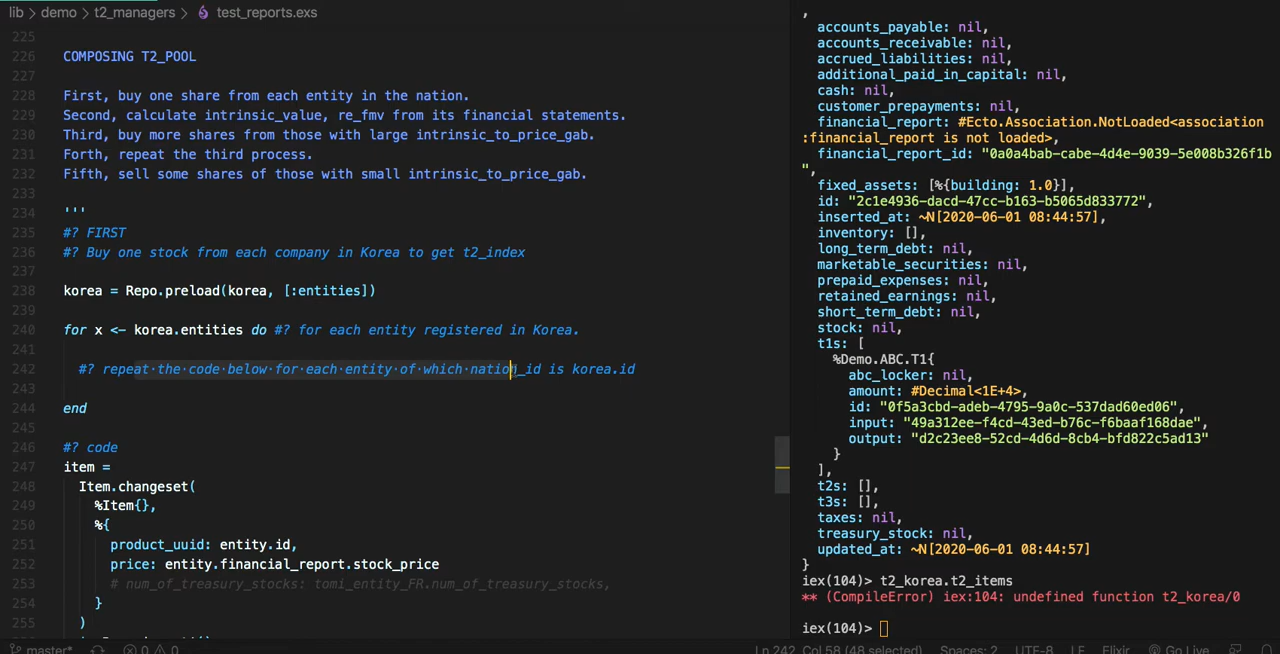 lib > demo > t2_managers > test_reports.exs
225
226 COMPOSING T2_POOL
227
228 First, buy one share from each entity in the nation.
229 Second, calculate intrinsic_value, re_fmv from its financial statements.
230 Third, buy more shares from those with large intrinsic_to_price_gab.
231 Forth, repeat the third process.
232 Fifth, sell some shares of those with small intrinsic_to_price_gab.
233
234 '''
235 #? FIRST
236 #? Buy one stock from each company in Korea to get t2_index
237
238 korea = Repo.preload(korea, [:entities])
239
240 for x <- korea.entities do #? for each entity registered in Korea.
241
242 #? repeat·the·code·below·for·each·entity·of·which·nation_id is korea.id
243
244 end
245
246 #? code
247 item =
248 Item.changeset(
249 %Item{},
250 %{
251 product_uuid: entity.id,
252 price: entity.financial_report.stock_price
253 # num_of_treasury_stocks: tomi_entity_FR.num_of_treasury_stocks,
254 }
255 )
,
accounts_payable: nil,
accounts_receivable: nil,
accrued_liabilities: nil,
additional_paid_in_capital: nil,
cash: nil,
customer_prepayments: nil,
financial_report: #Ecto.Association.NotLoaded<association
:financial_report is not loaded>,
financial_report_id: "0a0a4bab-cabe-4d4e-9039-5e008b326f1b
",
fixed_assets: [%{building: 1.0}],
id: "2c1e4936-dacd-47cc-b163-b5065d833772",
inserted_at: ~N[2020-06-01 08:44:57],
inventory: [],
long_term_debt: nil,
marketable_securities: nil,
prepaid_expenses: nil,
retained_earnings: nil,
short_term_debt: nil,
stock: nil,
t1s: [
%Demo.ABC.T1{
abc_locker: nil,
amount: #Decimal<1E+4>,
id: "0f5a3cbd-adeb-4795-9a0c-537dad60ed06",
input: "49a312ee-f4cd-43ed-b76c-f6baaf168dae",
output: "d2c23ee8-52cd-4d6d-8cb4-bfd822c5ad13"
}
],
t2s: [],
t3s: [],
taxes: nil,
treasury_stock: nil,
updated_at: ~N[2020-06-01 08:44:57]
}
iex(104)> t2_korea.t2_items
** (CompileError) iex:104: undefined function t2_korea/0
iex(104)>
master* 0 0 Ln 242, Col 58 (48 selected) Spaces: 2 UTF-8 LF Elixir Go Live